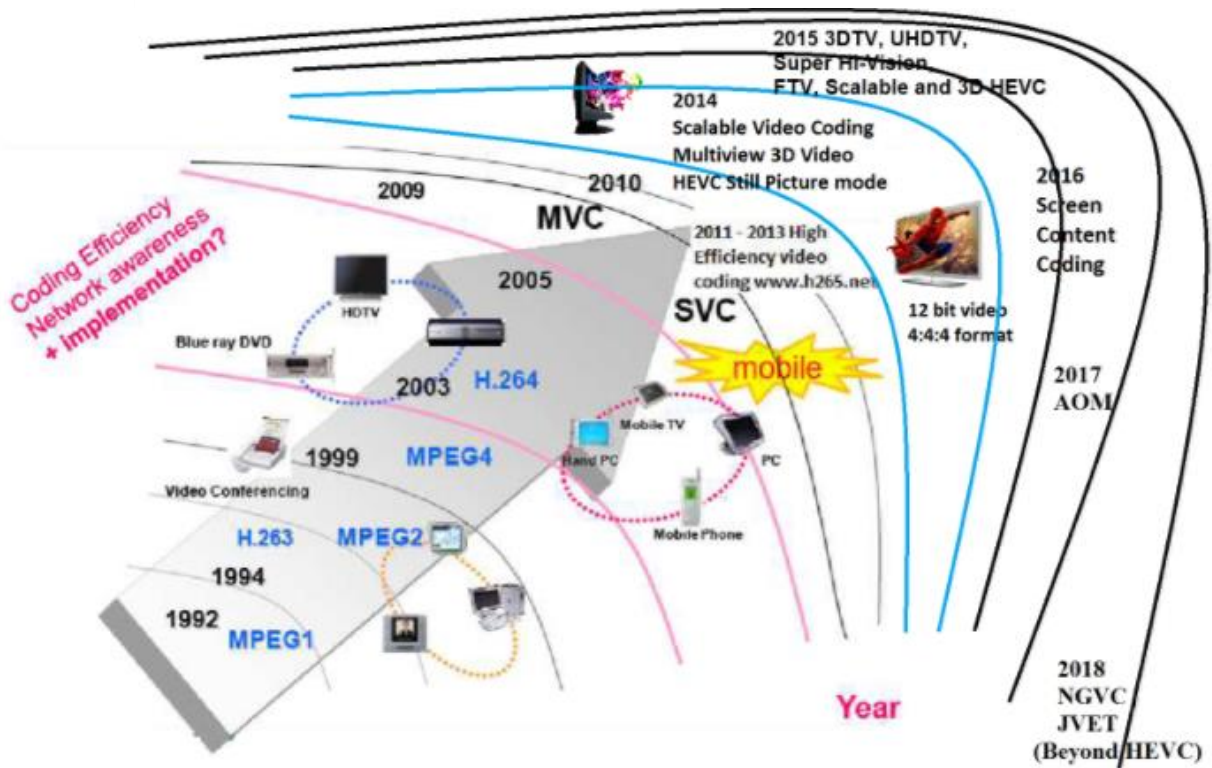 2015 3DTV, UHDTV,
Super Hi-Vision
FTV, Scalable and 3D HEVC
2014
Scalable Video Coding
Multiview 3D Video
HEVC Still Picture mode
2016
Screen
Content
Coding
2009
2010
MVC
2011 - 2013 High
Efficiency video
coding www.h265.net
Coding Efficiency
Network awareness
+ implementation?
2005
SVC
12 bit video
4:4:4 format
HDTV
Blue ray DVD
mobile
2003
H.264
2017
AOM
Mobile TV
Hand PC
PC
1999
MPEG4
Video Conferencing
Mobile Phone
H.263
MPEG2
1994
1992
MPEG1
Year
2018
NGVC
JVET
(Beyond HEVC)